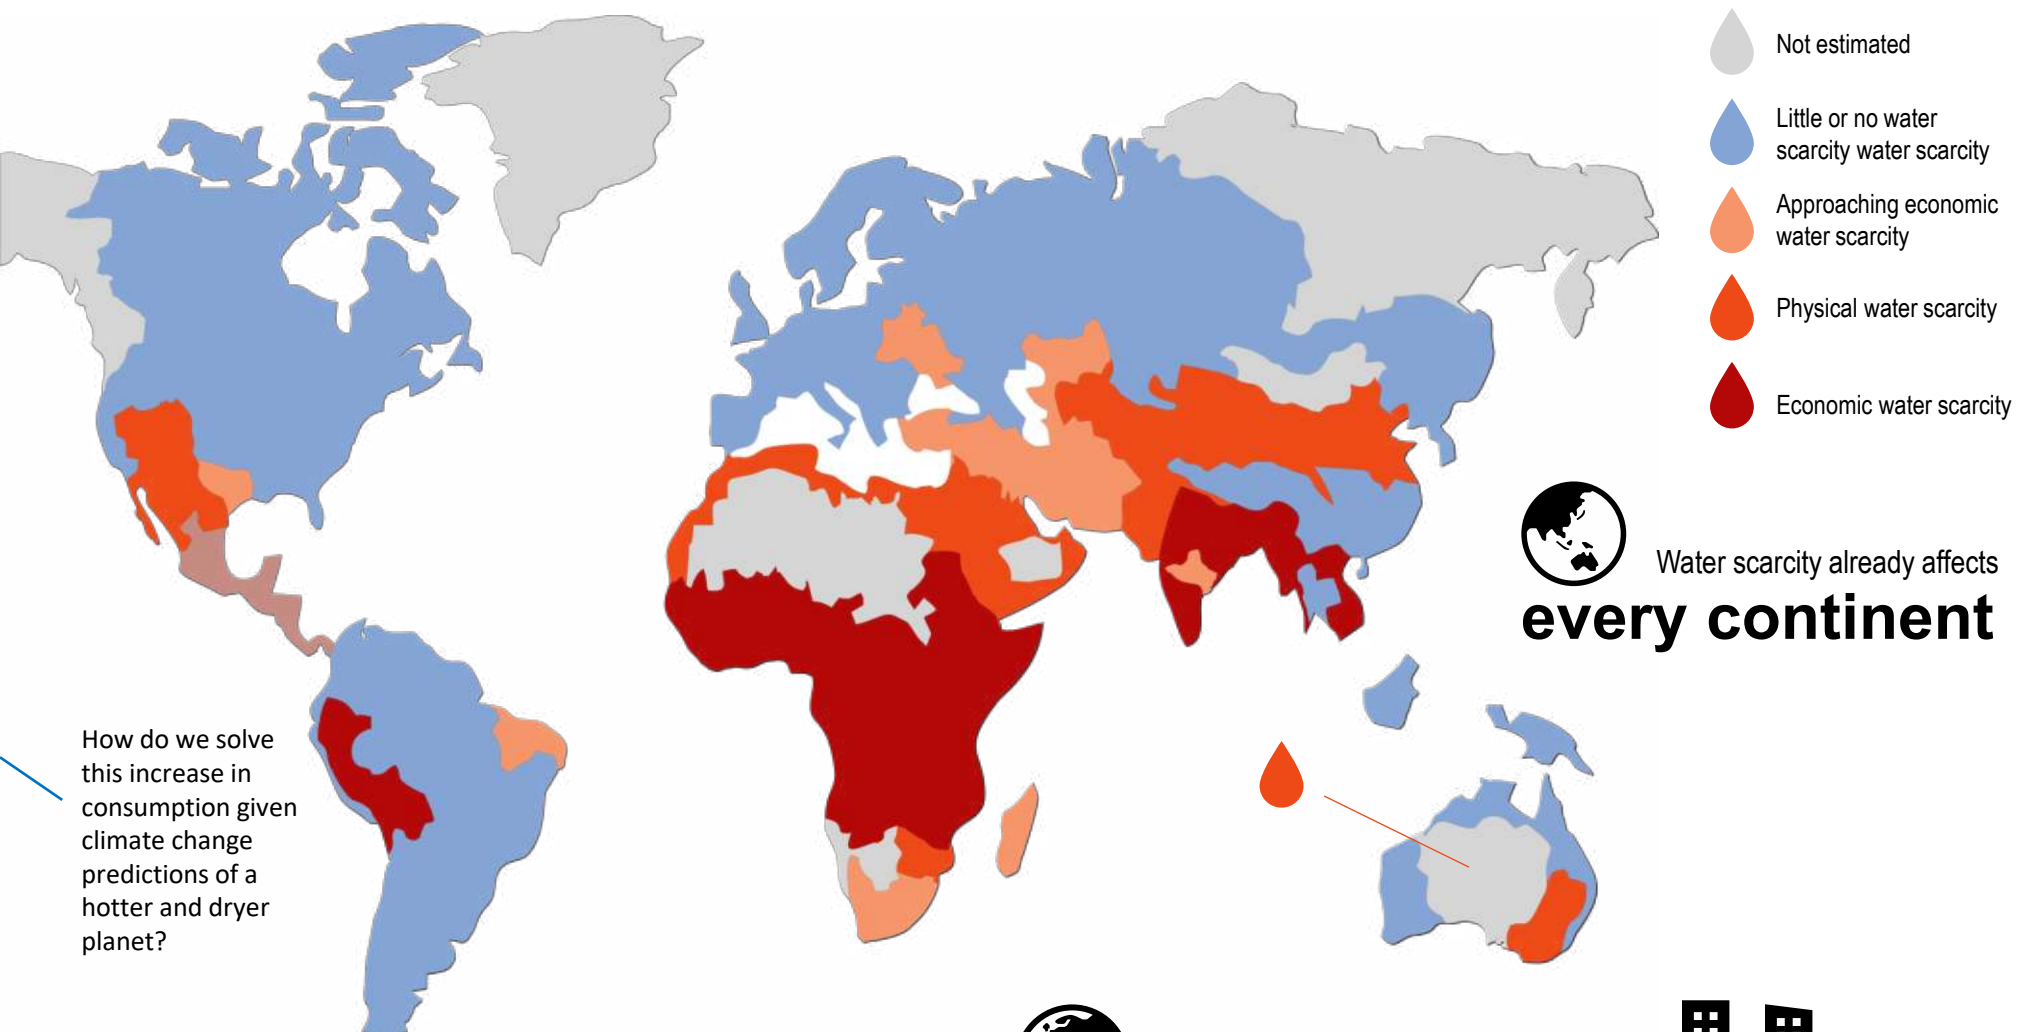 Not estimated
Little or no water
scarcity water scarcity
Approaching economic
water scarcity
Physical water scarcity
Economic water scarcity
Water scarcity already affects
every continent
How do we solve
this increase in
consumption given
climate change
predictions of a
hotter and dryer
planet?